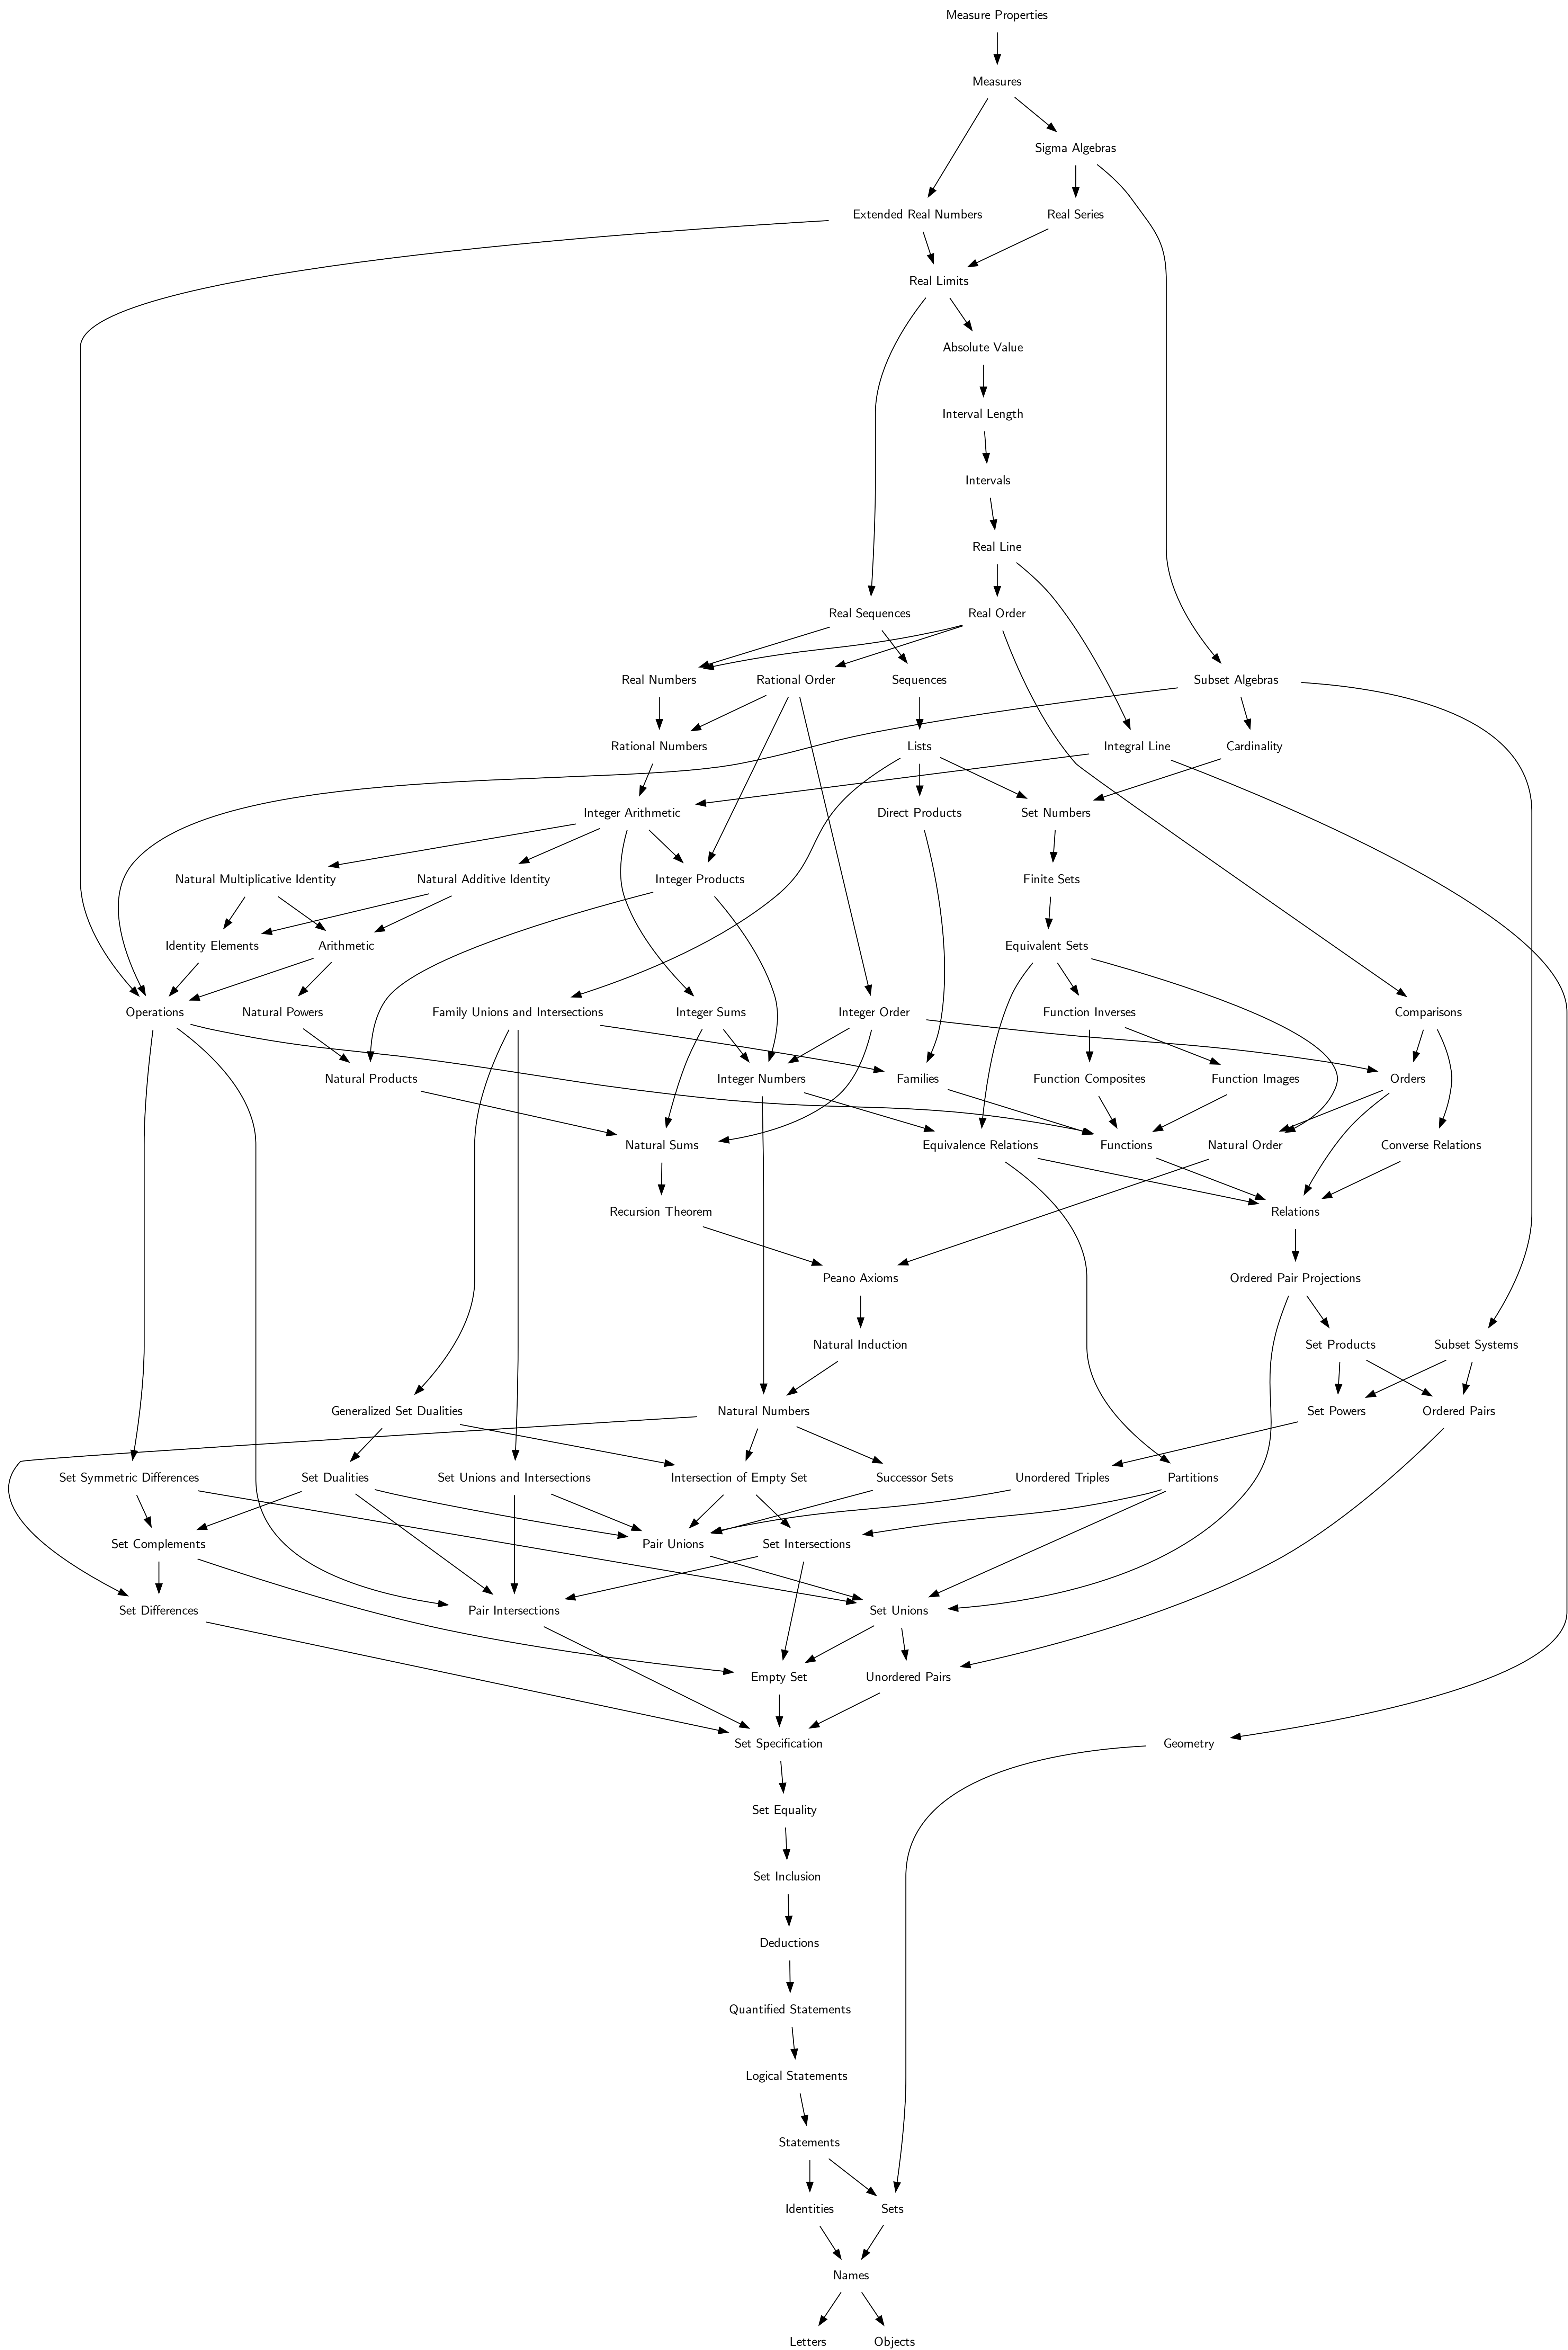 Measure Properties
Measures
Sigma Algebras
Extended Real Numbers
Real Series
Real Limits
Absolute Value
Interval Length
Intervals
Real Line
Real Sequences
Real Order
Real Numbers
Rational Order
Sequences
Subset Algebras
Rational Numbers
Lists
Integral Line
Cardinality
Integer Arithmetic
Direct Products
Set Numbers
Natural Multiplicative Identity
Natural Additive Identity
Integer Products
Finite Sets
Identity Elements
Arithmetic
Equivalent Sets
Operations
Natural Powers
Family Unions and Intersections
Integer Sums
Integer Order
Function Inverses
Comparisons
Natural Products
Integer Numbers
Families
Function Composites
Function Images
Orders
Natural Sums
Equivalence Relations
Functions
Natural Order
Converse Relations
Recursion Theorem
Relations
Peano Axioms
Ordered Pair Projections
Natural Induction
Set Products
Subset Systems
Generalized Set Dualities
Natural Numbers
Set Powers
Ordered Pairs
Set Symmetric Differences
Set Dualities
Set Unions and Intersections
Intersection of Empty Set
Successor Sets
Unordered Triples
Partitions
Set Complements
Pair Unions
Set Intersections
Set Differences
Pair Intersections
Set Unions
Empty Set
Unordered Pairs
Set Specification
Geometry
Set Equality
Set Inclusion
Deductions
Quantified Statements
Logical Statements
Statements
Identities
Sets
Names
Letters
Objects